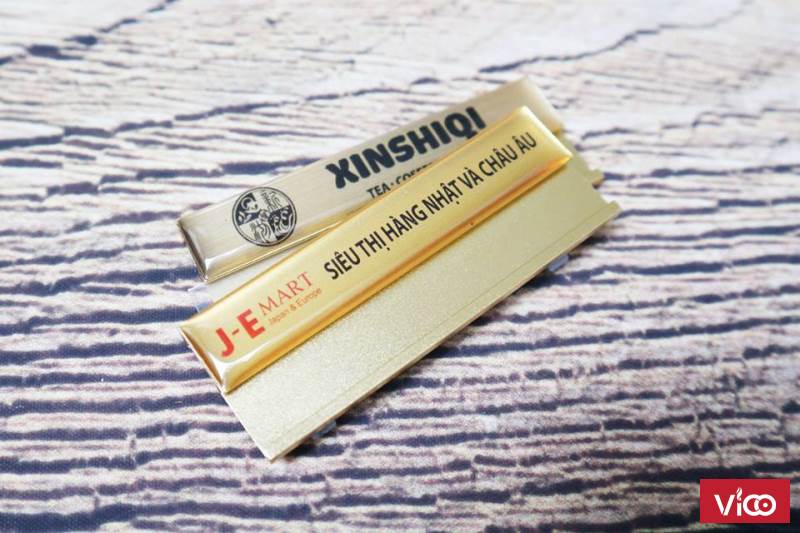 XINSHIQI
TEA · COFFEE
J-E MART
Japan & Europe
SIÊU THỊ HÀNG NHẬT VÀ CHÂU ÂU
ViCO